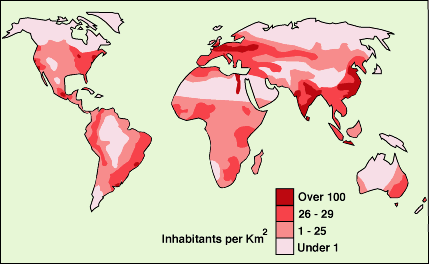 Over 100
26 - 29
1 - 25
Under 1
Inhabitants per Km²